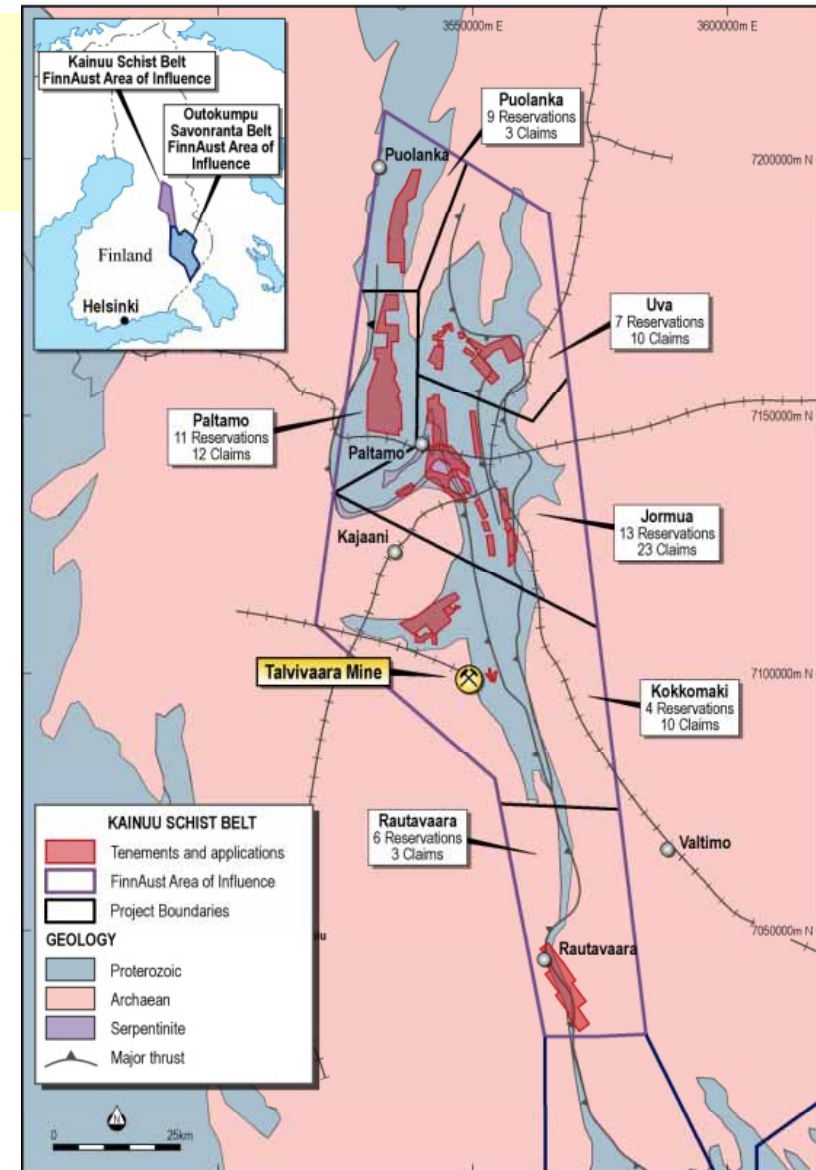 3550000m E
3600000m E
Kainuu Schist Belt
FinnAust Area of Influence
Outokumpu
Savonranta Belt
FinnAust Area of
Influence
Finland
Helsinki
Puolanka
9 Reservations
3 Claims
Puolanka
7200000m N
Uva
7 Reservations
10 Claims
7150000m N
Paltamo
11 Reservations
12 Claims
Paltamo
Jormua
13 Reservations
23 Claims
Kajaani
Talvivaara Mine
7100000m N
Kokkomaki
4 Reservations
10 Claims
Rautavaara
6 Reservations
3 Claims
Valtimo
7050000m N
Rautavaara
KAINUU SCHIST BELT
Tenements and applications
FinnAust Area of Influence
Project Boundaries
GEOLOGY
Proterozoic
Archaean
Serpentinite
Major thrust
N
0 25km